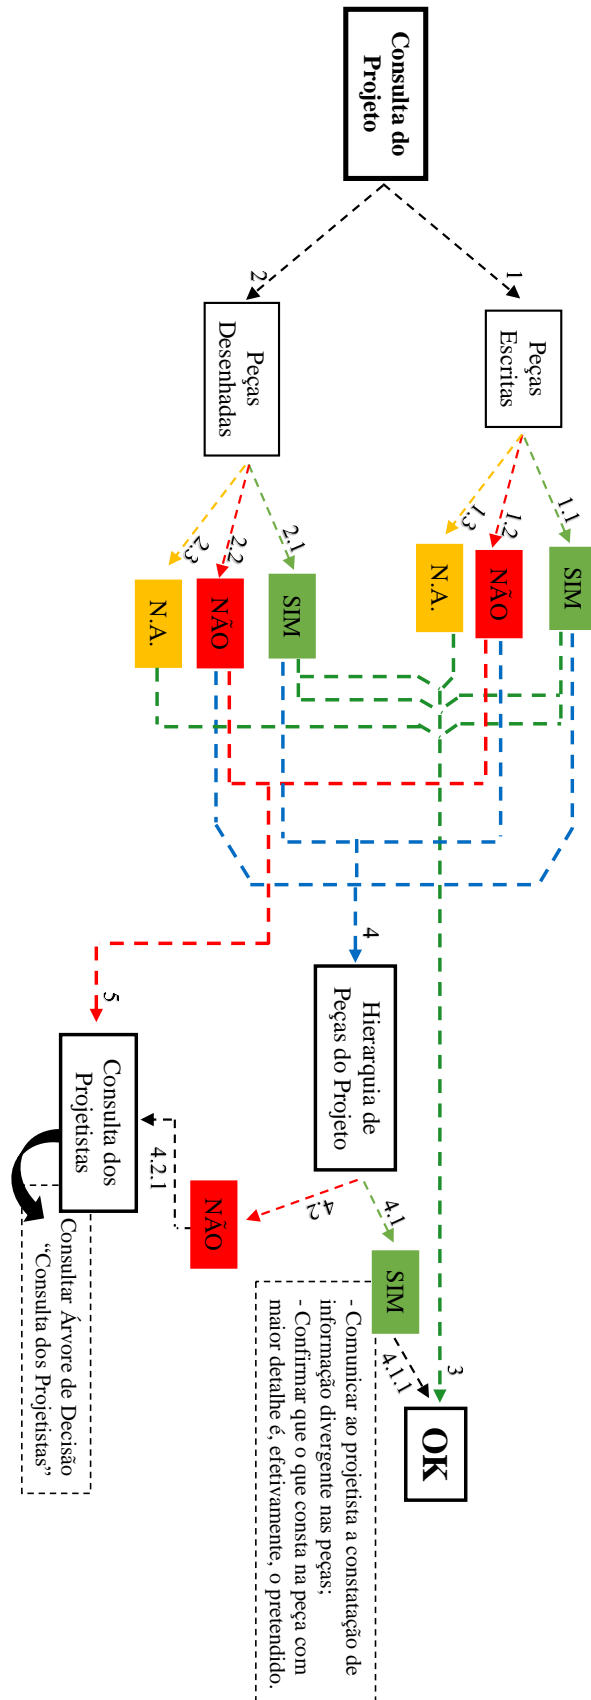 Consulta do
Projeto
1
2
Peças
Escritas
Peças
Desenhadas
1.1
1.2
1.3
2.1
2.2
2.3
SIM
NÃO
N.A.
SIM
NÃO
N.A.
3
4
5
Hierarquia de
Peças do Projeto
4.1
4.2
SIM
NÃO
4.1.1
4.2.1
OK
- Comunicar ao projetista a constatação de
informação divergente nas peças;
- Confirmar que o que consta na peça com
maior detalhe é, efetivamente, o pretendido.
Consulta dos
Projetistas
Consultar Árvore de Decisão
“Consulta dos Projetistas”